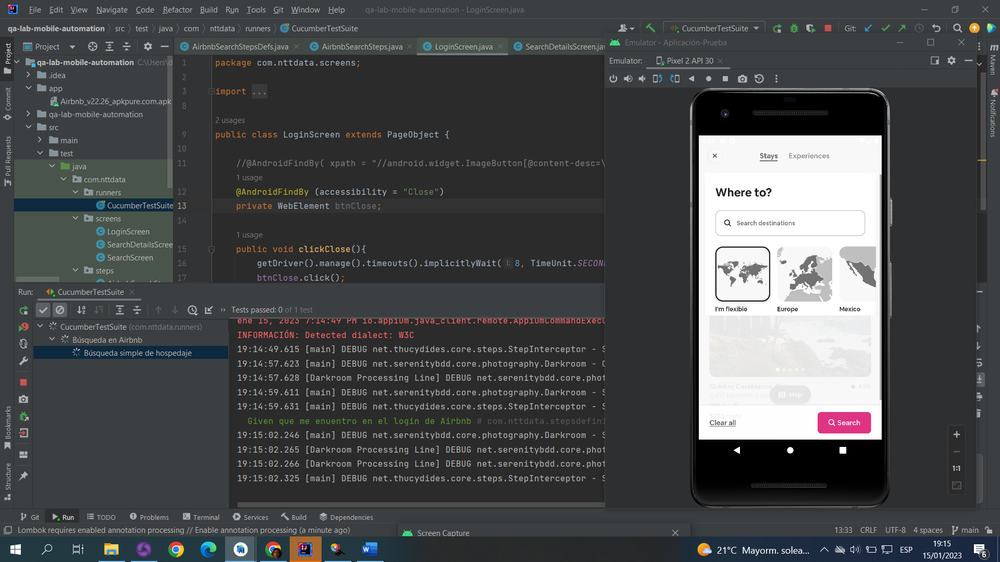 File Edit View Navigate Code Refactor Build Run Tools Git Window Help qa-lab-mobile-automation - LoginScreen.java
qa-lab-mobile-automation src test java com nttdata runners CucumberTestSuite CucumberTestSuite Git:
Project AirbnbSearchStepsDefs.java AirbnbSearchSteps.java LoginScreen.java SearchDetailsScreen.jav
Project
Commit
Pull Requests
Bookmarks
Structure
qa-lab-mobile-automation C:\Users\d
.idea
app
Airbnb_v22.26_apkpure.com.apk
qa-lab-mobile-automation
src
main
test
java
com.nttdata
runners
CucumberTestSuite
screens
LoginScreen
SearchDetailsScree
SearchScreen
steps
1 package com.nttdata.screens;
2
3 import ...
8
2 usages
9 public class LoginScreen extends PageObject {
10
11 //@AndroidFindBy( xpath = "//android.widget.ImageButton[@content-desc=\
1 usage
12 @AndroidFindBy (accessibility = "Close")
13 private WebElement btnClose;
14
1 usage
15 public void clickClose(){
16 getDriver().manage().timeouts().implicitlyWait( l: 8, TimeUnit.SECOND
17 btnClose.click();
Run: CucumberTestSuite
Tests passed: 0 of 1 test
CucumberTestSuite (com.nttdata.runners)
Búsqueda en Airbnb
Búsqueda simple de hospedaje
ene 15, 2023 7:14:49 PM io.appium.java_client.remote.AppiumCommandExecu
INFORMACIÓN: Detected dialect: W3C
19:14:49.615 [main] DEBUG net.thucydides.core.steps.StepInterceptor - S
19:14:57.623 [main] DEBUG net.serenitybdd.core.photography.Darkroom -
19:14:57.628 [Darkroom Processing Line] DEBUG net.serenitybdd.core.phot
19:14:59.611 [main] DEBUG net.serenitybdd.core.photography.Darkroom - S
19:14:59.631 [main] DEBUG net.thucydides.core.steps.StepInterceptor - S
Given que me enuentro en el login de Airbnb # com.nttdata.stepsdefini
19:15:02.246 [main] DEBUG net.serenitybdd.core.photography.Darkroom - S
19:15:02.265 [Darkroom Processing Line] DEBUG net.serenitybdd.core.phot
19:15:02.266 [Darkroom Processing Line] DEBUG net.serenitybdd.core.phot
19:15:02.325 [main] DEBUG net.thucydides.core.steps.StepInterceptor - S
Emulator - Aplicación-Prueba
Emulator: Pixel 2 API 30
Stays Experiences
Where to?
Search destinations
I'm flexible Europe Mexico
Quintay Casablanca, 4.99
2,412 kilometers aw
Map
$232 night
Clear all Search
1:1
Maven
Notifications
Git Run TODO Problems Terminal Services Build Dependencies
Lombok requires enabled annotation processing // Enable annotation processing (a minute ago)
Screen Capture
13:33 CRLF UTF-8 4 spaces main
21°C Mayorm. solea... ESP
19:15
15/01/2023
6